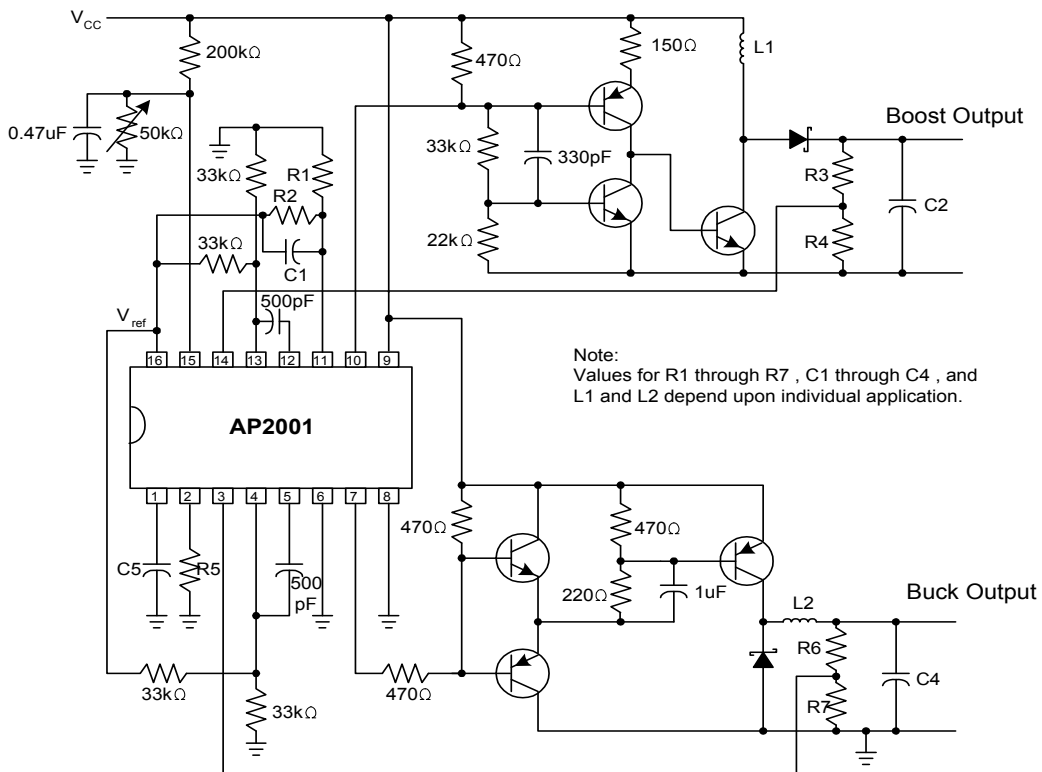 V CC
200kΩ
470Ω
150Ω
L1
0.47uF
50kΩ
Boost Output
33kΩ
R1
33kΩ
330pF
R3
R2
C2
22kΩ
R4
33kΩ
C1
500pF
V ref
16 15 14 13 12 11 10 9
Note:
Values for R1 through R7 , C1 through C4 , and
L1 and L2 depend upon individual application.
AP2001
1 2 3 4 5 6 7 8
470Ω
470Ω
C5
R5
500
pF
220Ω
1uF
L2
Buck Output
R6
C4
33kΩ
470Ω
R7
33kΩ